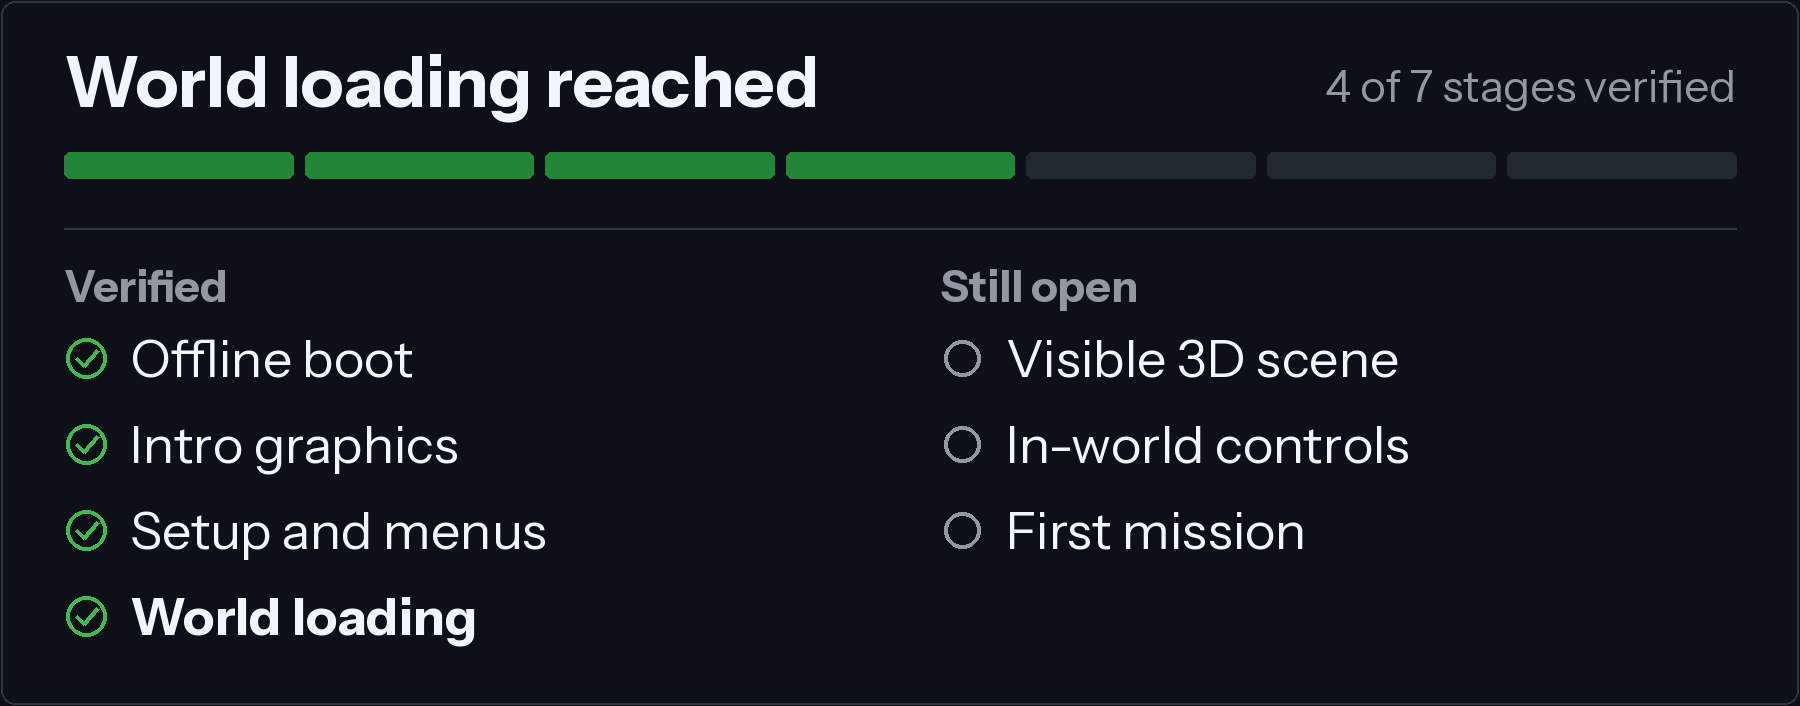 World loading reached
4 of 7 stages verified
Verified
Offline boot
Intro graphics
Setup and menus
World loading
Still open
Visible 3D scene
In-world controls
First mission